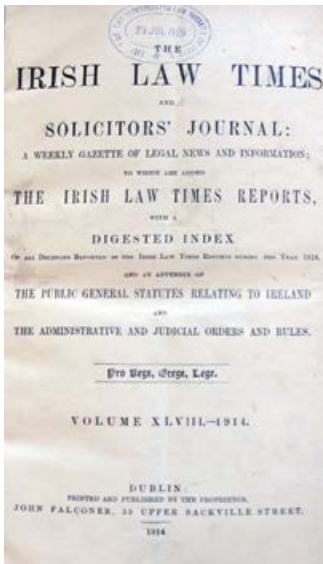 THE
IRISH LAW TIMES
AND
SOLICITORS' JOURNAL:
A WEEKLY GAZETTE OF LEGAL NEWS AND INFORMATION;
TO WHICH ARE ADDED
THE IRISH LAW TIMES REPORTS,
WITH A
DIGESTED INDEX
OF ALL DECISIONS REPORTED IN THE IRISH LAW TIMES REPORTS DURING THE YEAR 1914,
AND AN APPENDIX OF
THE PUBLIC GENERAL STATUTES RELATING TO IRELAND
AND
THE ADMINISTRATIVE AND JUDICIAL ORDERS AND RULES.
Pro Rege, Grege, Lege.
VOLUME XLVIII.—1914.
DUBLIN:
PRINTED AND PUBLISHED BY THE PROPRIETOR,
JOHN FALCONER, 53 UPPER SACKVILLE STREET.
1914